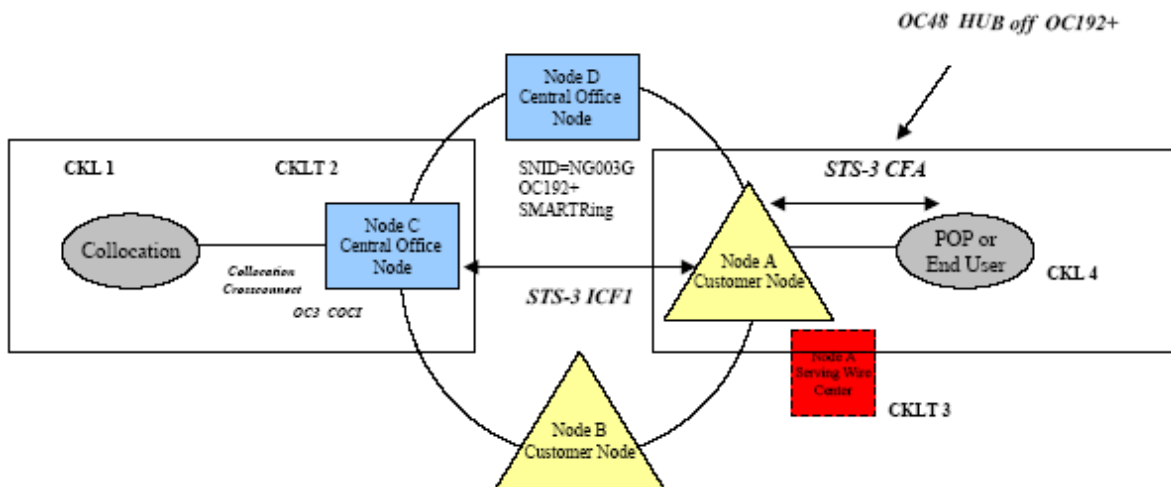 OC48 HUB off OC192+
Node D
Central Office
Node
CKL 1
CKLT 2
SNID=NG003G
OC192+
SMARTRing
STS-3 CFA
Collocation
Node C
Central Office
Node
POP or
End User
Node A
Customer Node
CKL 4
Collocation
Crossconnect
OC3 COCI
STS-3 ICF1
Node A
Serving Wire
Center
CKLT 3
Node B
Customer Node